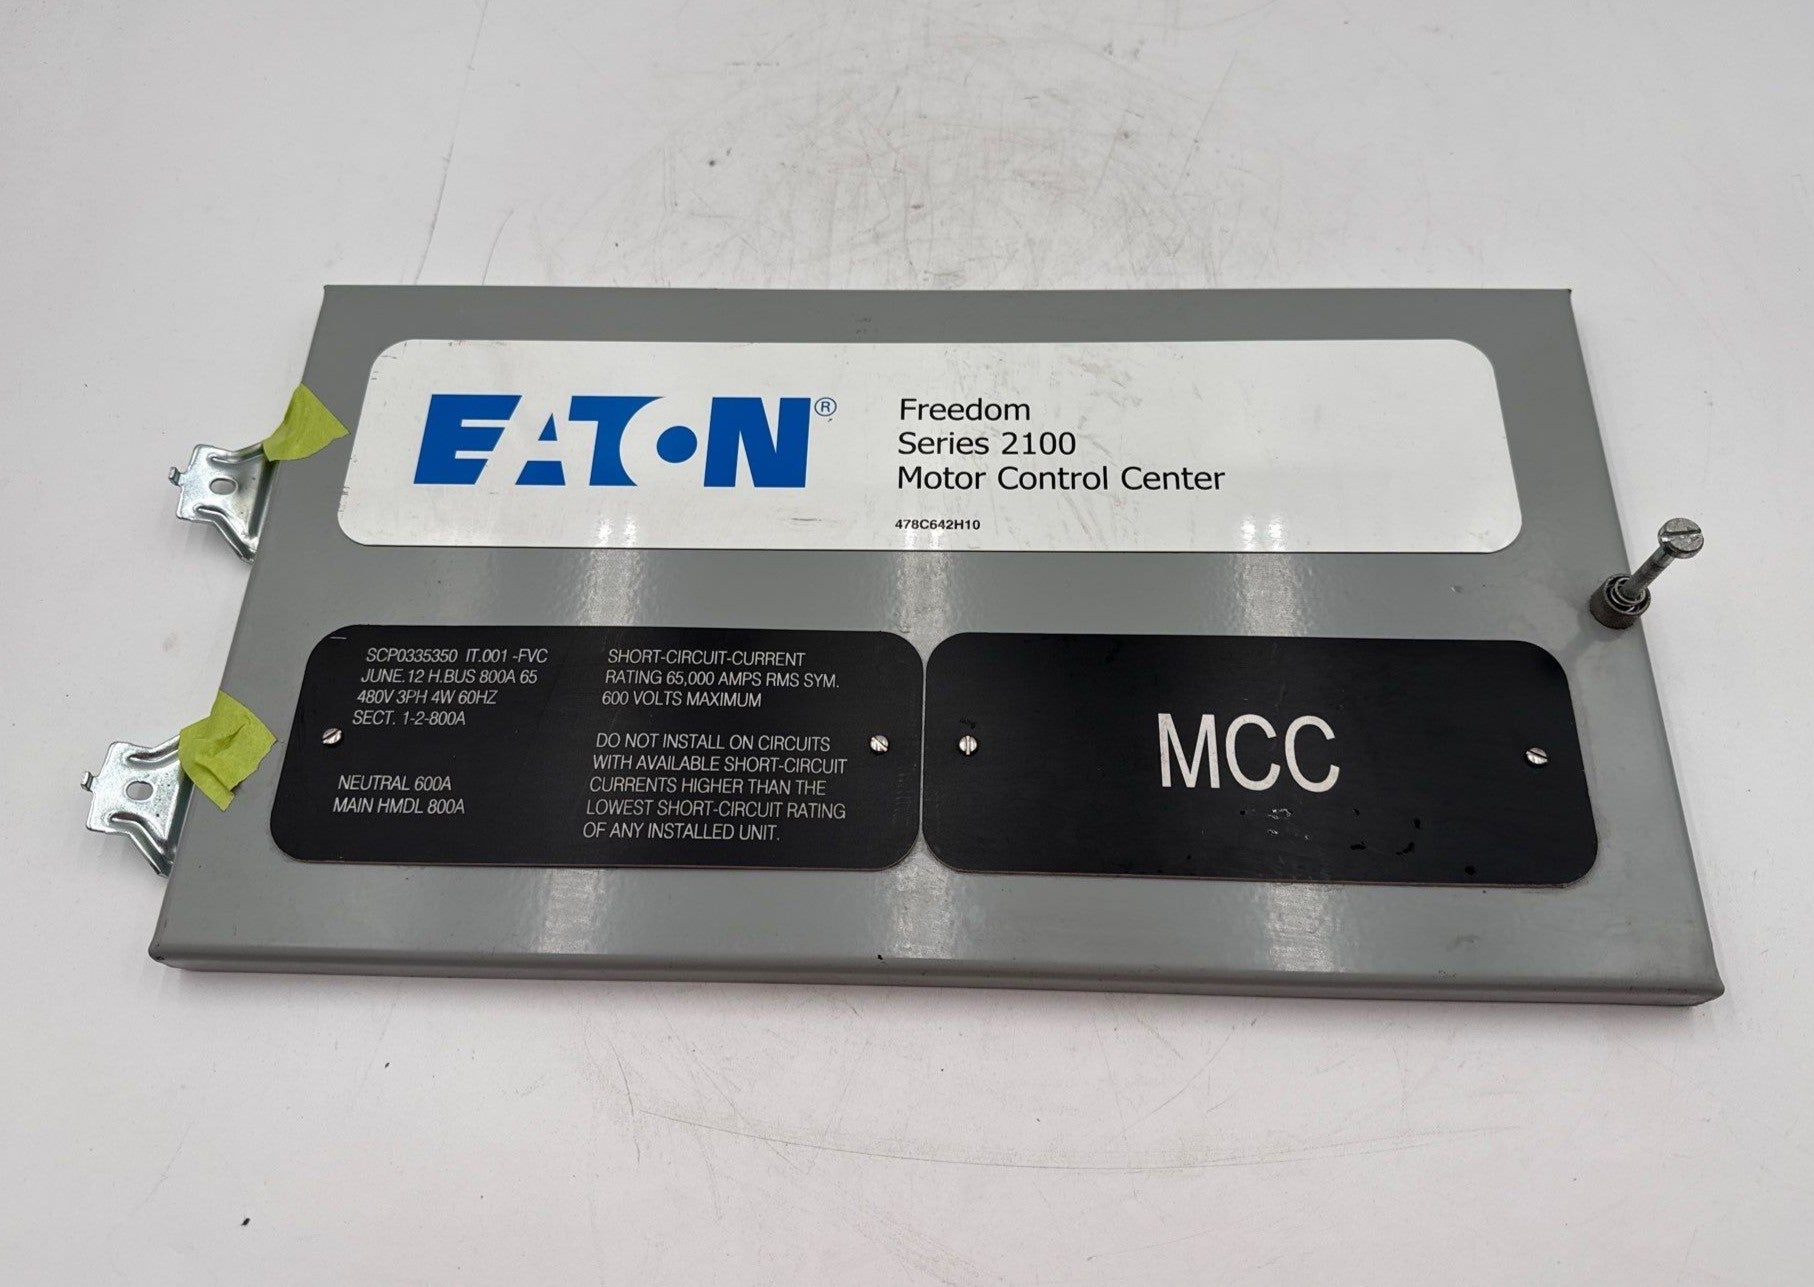 EATON®
Freedom
Series 2100
Motor Control Center
478C642H10
SCP0335350 IT.001 -FVC
JUNE.12 H.BUS 800A 65
480V 3PH 4W 60HZ
SECT. 1-2-800A
NEUTRAL 600A
MAIN HMDL 800A
SHORT-CIRCUIT-CURRENT
RATING 65,000 AMPS RMS SYM.
600 VOLTS MAXIMUM
DO NOT INSTALL ON CIRCUITS
WITH AVAILABLE SHORT-CIRCUIT
CURRENTS HIGHER THAN THE
LOWEST SHORT-CIRCUIT RATING
OF ANY INSTALLED UNIT.
MCC